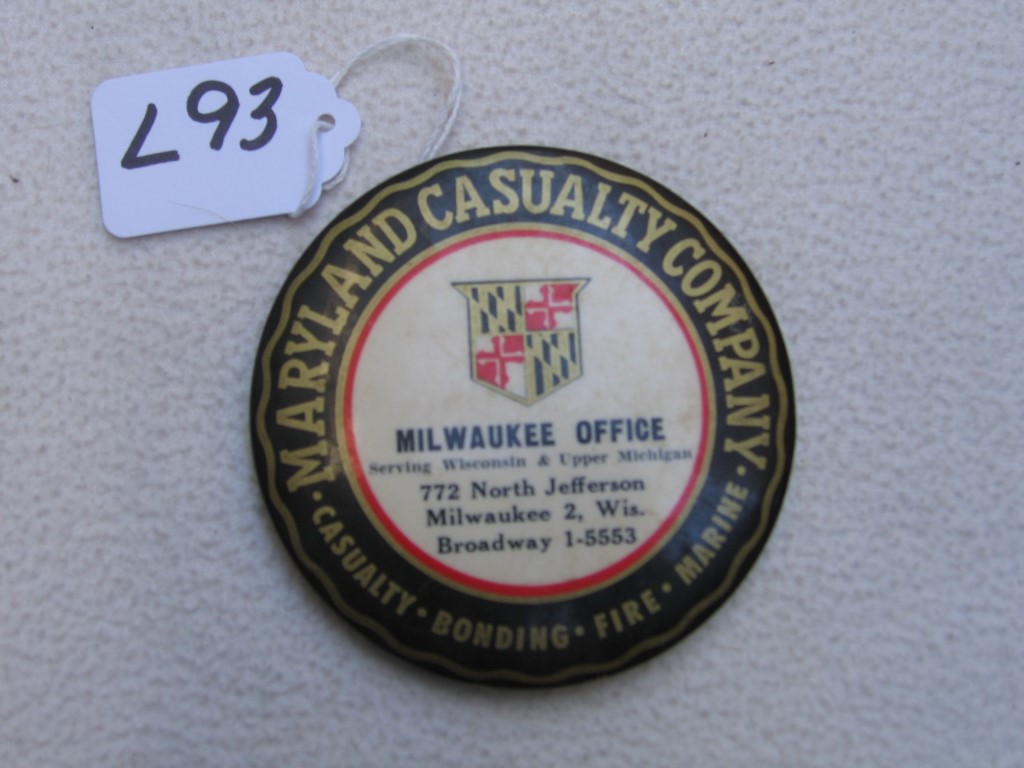 L93
MARYLAND CASUALTY COMPANY
MILWAUKEE OFFICE
Serving Wisconsin & Upper Michigan
772 North Jefferson
Milwaukee 2, Wis.
Broadway 1-5553
· CASUALTY · BONDING · FIRE · MARINE ·